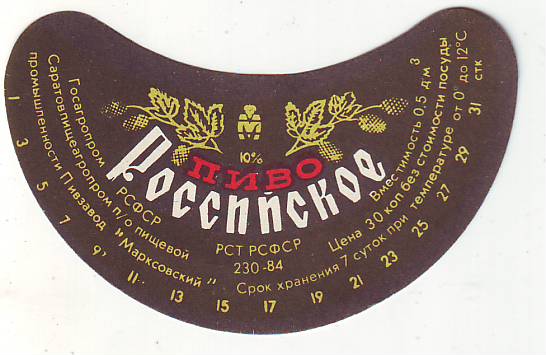 10%
ПИВО
Российское
Госагропром РСФСР
Саратовпищеагропром п/о пищевой
промышленности Пивзавод "Марксовский"
РСТ РСФСР
230-84
Вместимость 0,5 дм³
Цена 30 коп без стоимости посуды
Срок хранения 7 суток при температуре от 0° до 12°С
1 3 5 7 9 11 13 15 17 19 21 23 25 27 29 31
стк